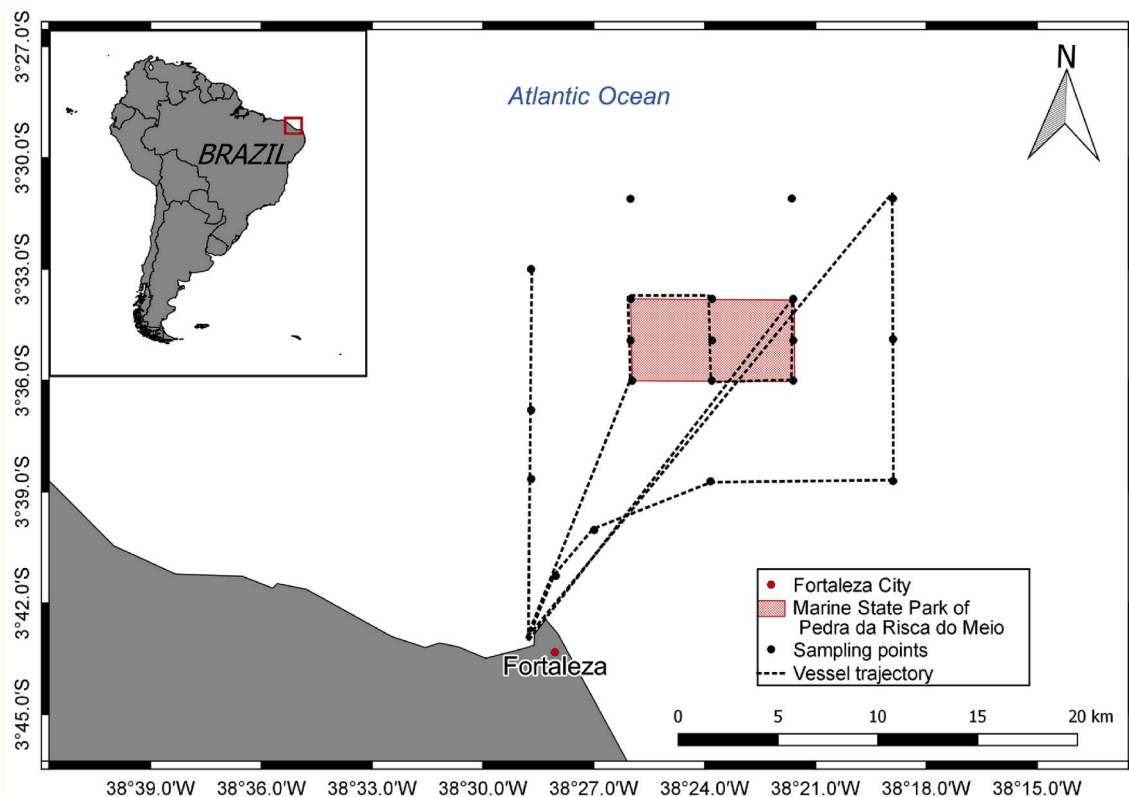 3°27.0'S
3°30.0'S
3°33.0'S
3°36.0'S
3°39.0'S
3°42.0'S
3°45.0'S
BRAZIL
Atlantic Ocean
N
Fortaleza
Fortaleza City
Marine State Park of
Pedra da Risca do Meio
Sampling points
Vessel trajectory
0 5 10 15 20 km
38°39.0'W 38°36.0'W 38°33.0'W 38°30.0'W 38°27.0'W 38°24.0'W 38°21.0'W 38°18.0'W 38°15.0'W